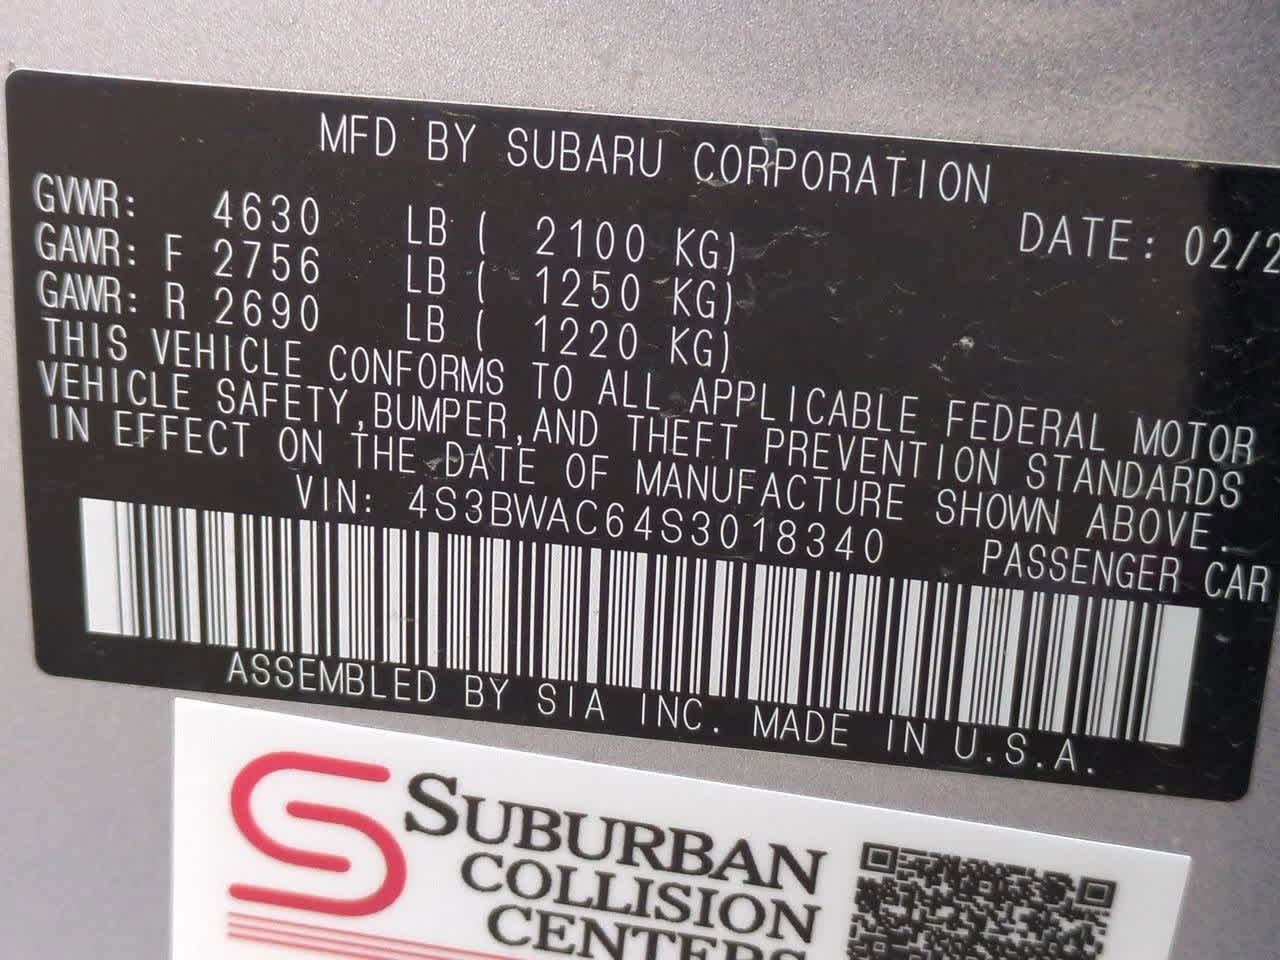 MFD BY SUBARU CORPORATION
GVWR: 4630 LB ( 2100 KG)
DATE: 02/2
GAWR: F 2756 LB ( 1250 KG)
GAWR: R 2690 LB ( 1220 KG)
THIS VEHICLE CONFORMS TO ALL APPLICABLE FEDERAL MOTOR
VEHICLE SAFETY,BUMPER,AND THEFT PREVENTION STANDARDS
IN EFFECT ON THE DATE OF MANUFACTURE SHOWN ABOVE.
VIN: 4S3BWAC64S3018340 PASSENGER CAR
ASSEMBLED BY SIA INC. MADE IN U.S.A.
SUBURBAN
COLLISION
CENTERS